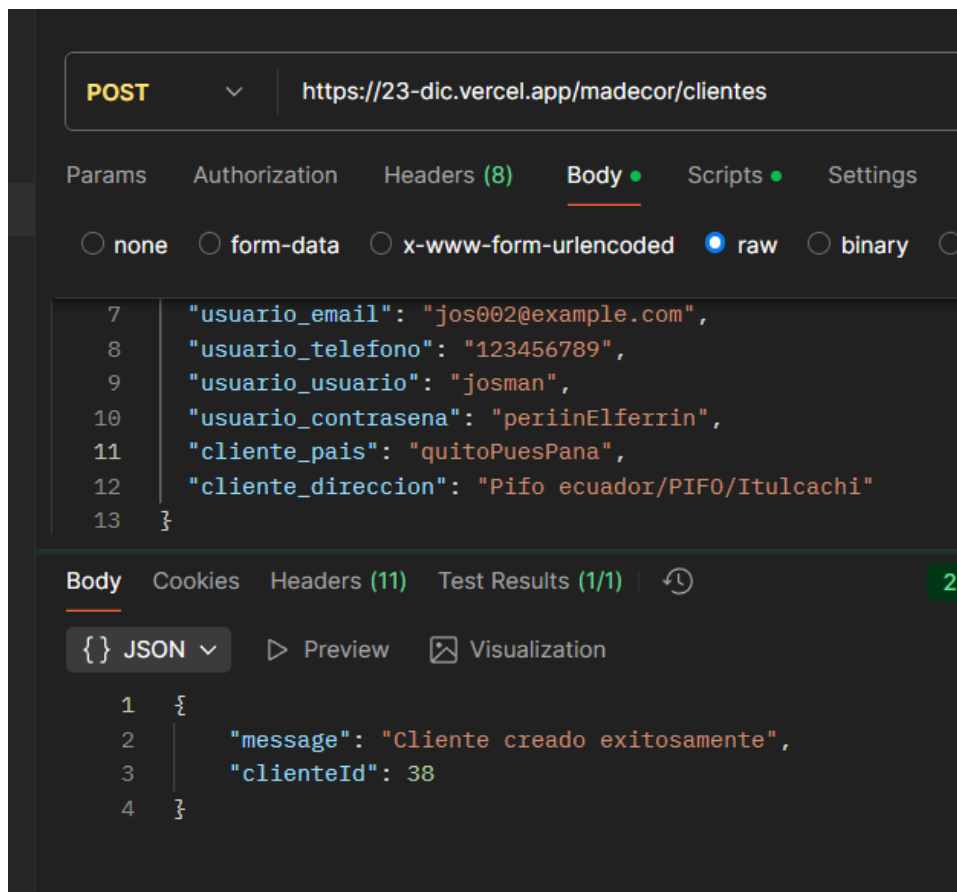 POST https://23-dic.vercel.app/madecor/clientes
Params Authorization Headers (8) Body Scripts Settings
none form-data x-www-form-urlencoded raw binary
7 "usuario_email": "jos002@example.com",
8 "usuario_telefono": "123456789",
9 "usuario_usuario": "josman",
10 "usuario_contrasena": "periinElferrin",
11 "cliente_pais": "quitoPuesPana",
12 "cliente_direccion": "Pifo ecuador/PIFO/Itulcachi"
13 }
Body Cookies Headers (11) Test Results (1/1) 2
{} JSON Preview Visualization
1 {
2 "message": "Cliente creado exitosamente",
3 "clienteId": 38
4 }